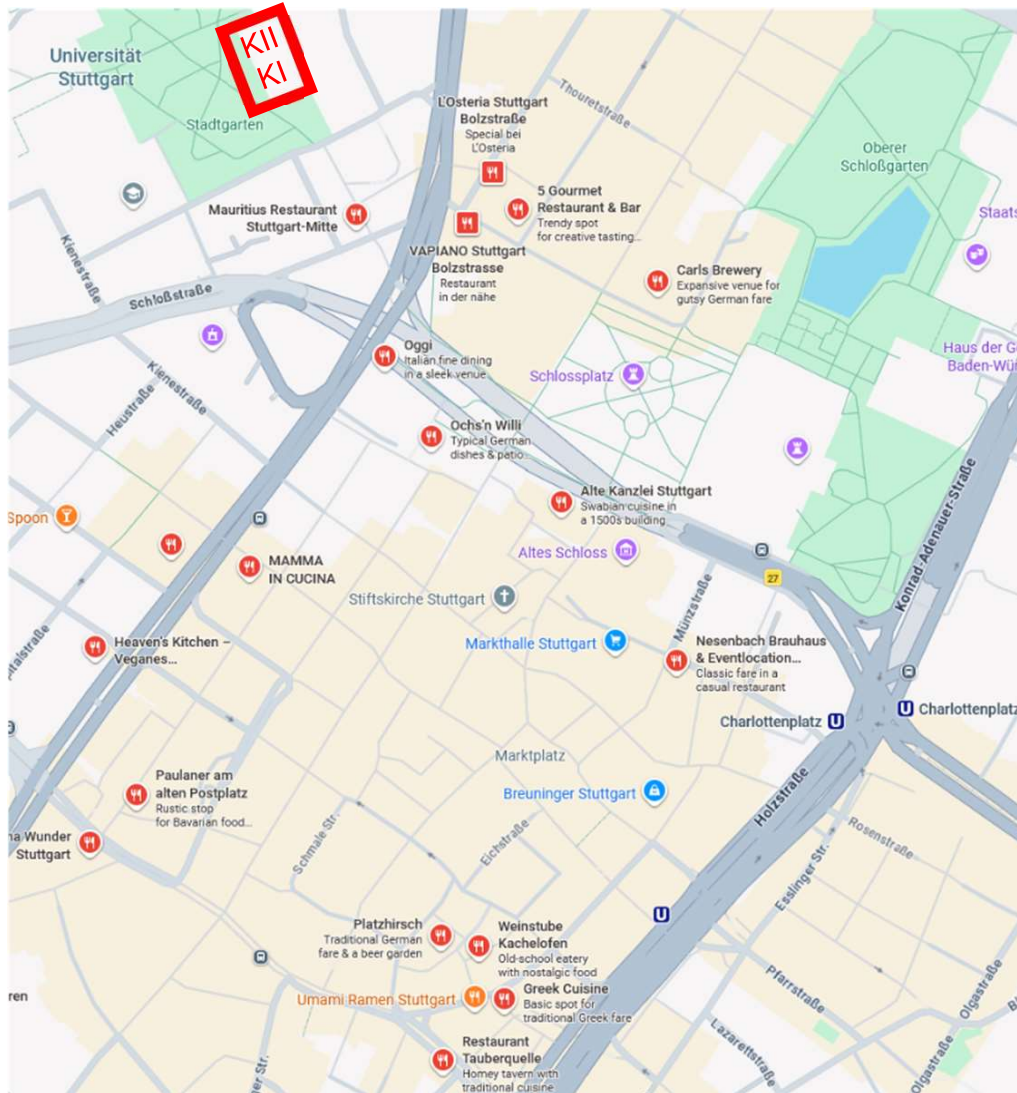 KII
KI
Universität
Stuttgart
Stadtgarten
L'Osteria Stuttgart
Bolzstraße
Special bei
L'Osteria
Thouretstraße
Oberer
Schloßgarten
5 Gourmet
Restaurant & Bar
Trendy spot
for creative tasting...
Mauritius Restaurant
Stuttgart-Mitte
Staats
VAPIANO Stuttgart
Bolzstrasse
Restaurant
in der nähe
Kienestraße
Carls Brewery
Expansive venue for
gutsy German fare
Schloßstraße
Oggi
Italian fine dining
in a sleek venue
Haus der G
Baden-Wü
Schlossplatz
Kienestraße
Heustraße
Ochs'n Willi
Typical German
dishes & patio
Alte Kanzlei Stuttgart
Swabian cuisine in
a 1500s building
Spoon
Altes Schloss
Konrad-Adenauer-Straße
MAMMA
IN CUCINA
27
Stiftskirche Stuttgart
Münzstraße
Markthalle Stuttgart
Heaven's Kitchen –
Veganes...
Nesenbach Brauhaus
& Eventlocation...
Classic fare in a
casual restaurant
Charlottenplatz
U
U
Charlottenplatz
Marktplatz
Paulaner am
alten Postplatz
Rustic stop
for Bavarian food...
Breuninger Stuttgart
Holzstraße
na Wunder
Stuttgart
Schmale Str.
Eichstraße
Rosenstraße
Esslinger Str.
U
Platzhirsch
Traditional German
fare & a beer garden
Weinstube
Kachelofen
Old-school eatery
with nostalgic food
Umami Ramen Stuttgart
Greek Cuisine
Basic spot for
traditional Greek fare
Pfarrstraße
Olgastraße
ren
Lazarettstraße
Restaurant
Tauberquelle
Homey tavern with
traditional cuisine
Olgastraße
ner Str.